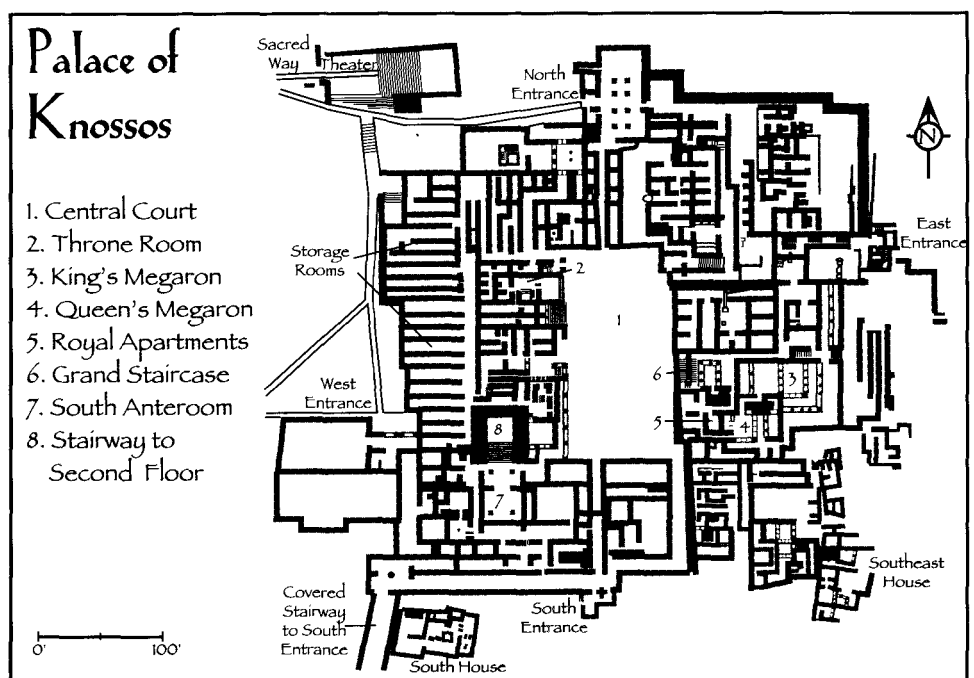 Palace of
Knossos
1. Central Court
2. Throne Room
3. King's Megaron
4. Queen's Megaron
5. Royal Apartments
6. Grand Staircase
7. South Anteroom
8. Stairway to
Second Floor
Sacred
Way
Theater
North
Entrance
N
East
Entrance
Storage
Rooms
2
1
West
Entrance
6
3
5
4
8
7
Southeast
House
Covered
Stairway
to South
Entrance
South
Entrance
South House
0'
100'